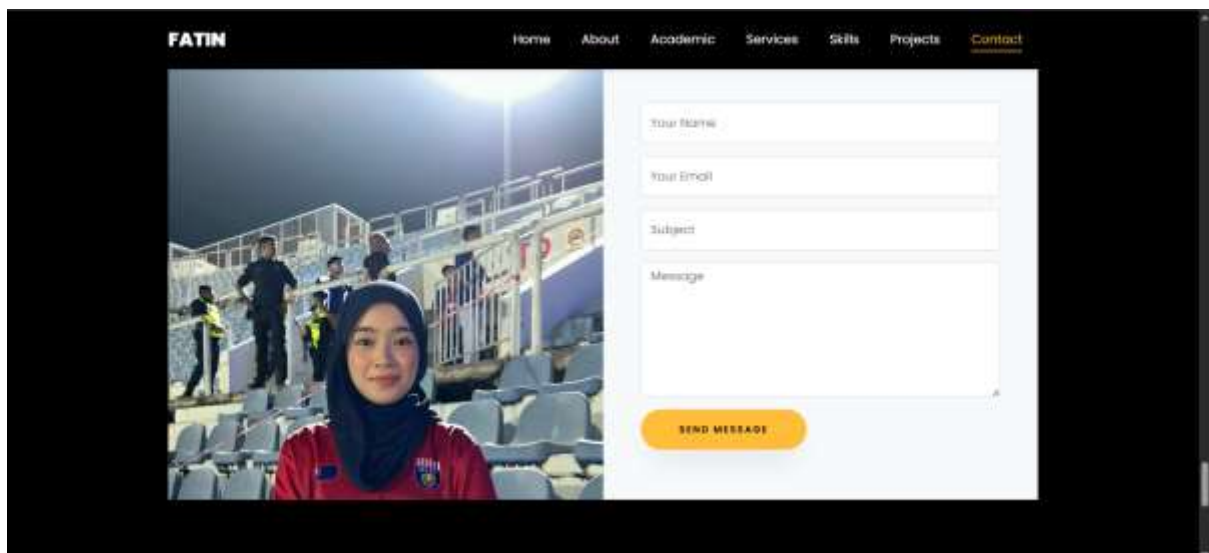 FATIN Home About Academic Services Skills Projects Contact
Your Name
Your Email
Subject
Message
SEND MESSAGE